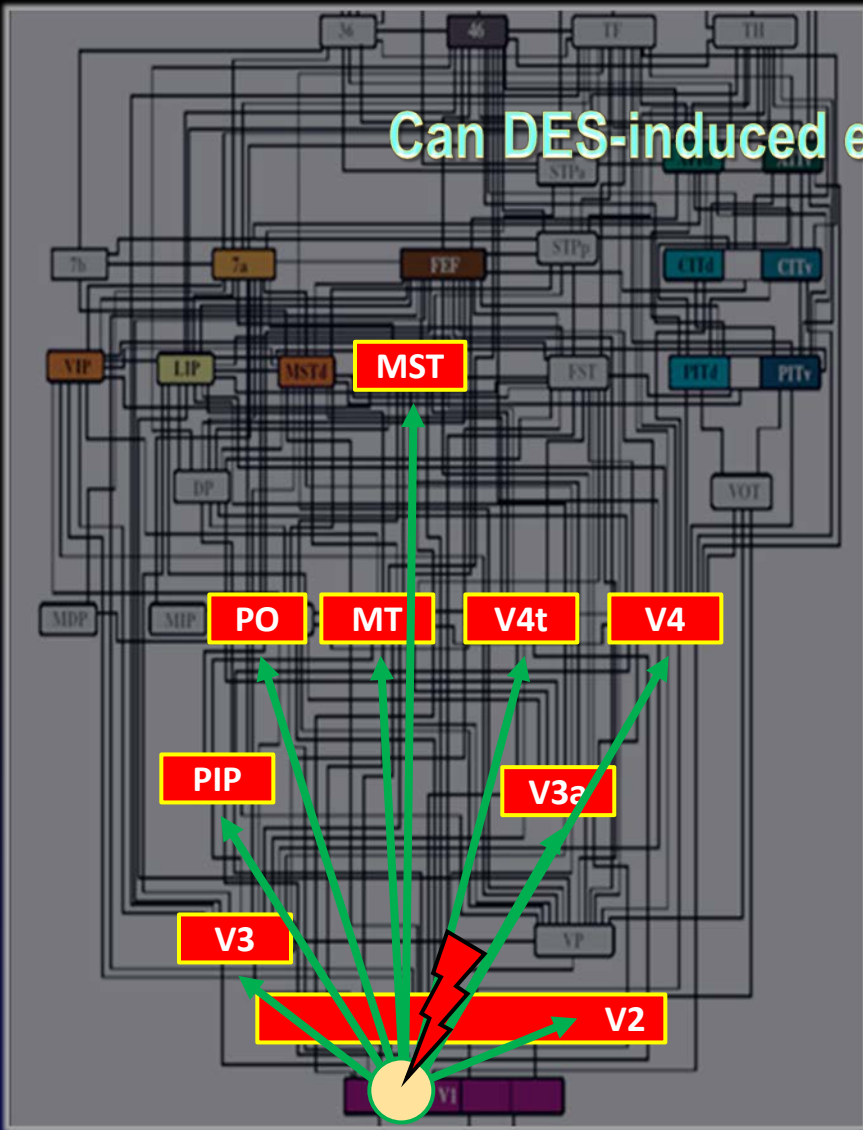 36 46 TF TH
Can DES-induced e
STPa
7b 7a FEF STPp CITd CITv
VIP LIP MSTd MST FST PITd PITv
DP VOT
MDP MIP PO MT V4t V4
PIP V3a
V3 VP
V2
V1